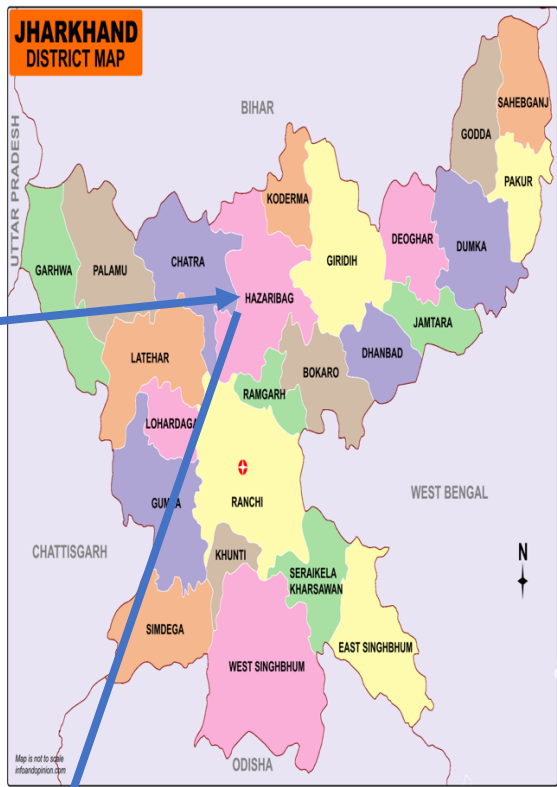 JHARKHAND
DISTRICT MAP
BIHAR
UTTAR PRADESH
SAHEBGANJ
GODDA
PAKUR
KODERMA
DEOGHAR
DUMKA
GIRIDIH
CHATRA
GARHWA
PALAMU
HAZARIBAG
JAMTARA
LATEHAR
DHANBAD
BOKARO
RAMGARH
LOHARDAGA
WEST BENGAL
GUMLA
RANCHI
CHATTISGARH
KHUNTI
N
SERAIKELA
KHARSAWAN
SIMDEGA
EAST SINGHBHUM
WEST SINGHBHUM
Map is not to scale
infoandopinion.com
ODISHA